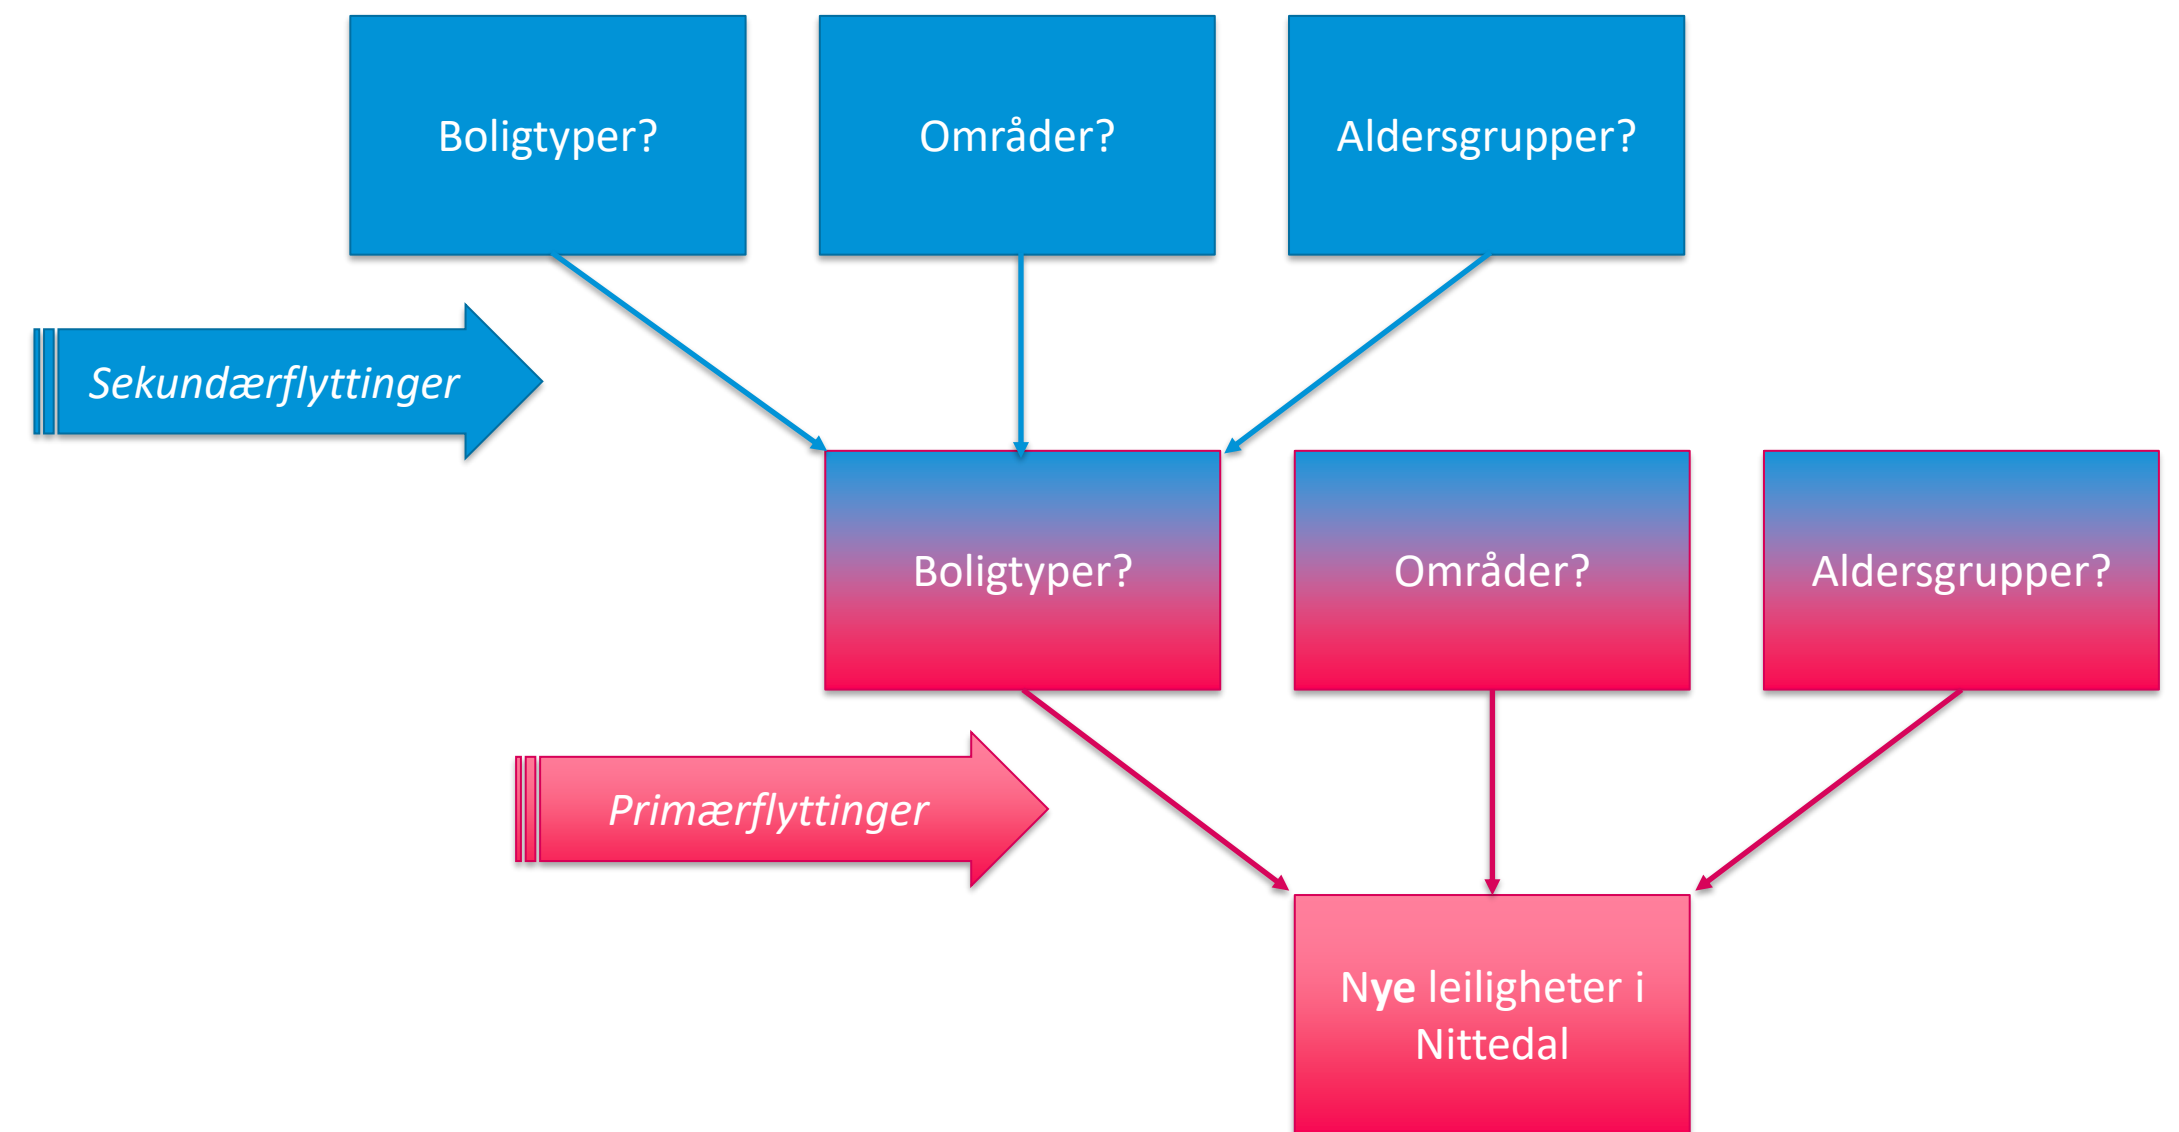 Boligtyper?
Områder?
Aldersgrupper?
Sekundærflyttinger
Boligtyper?
Områder?
Aldersgrupper?
Primærflyttinger
Nye leiligheter i
Nittedal